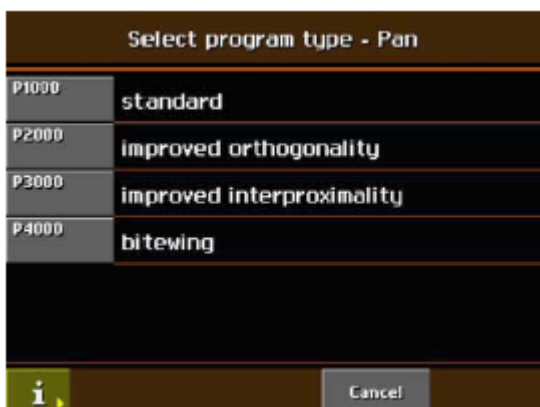 Select program type - Pan
P1000 standard
P2000 improved orthogonality
P3000 improved interproximality
P4000 bitewing
i Cancel